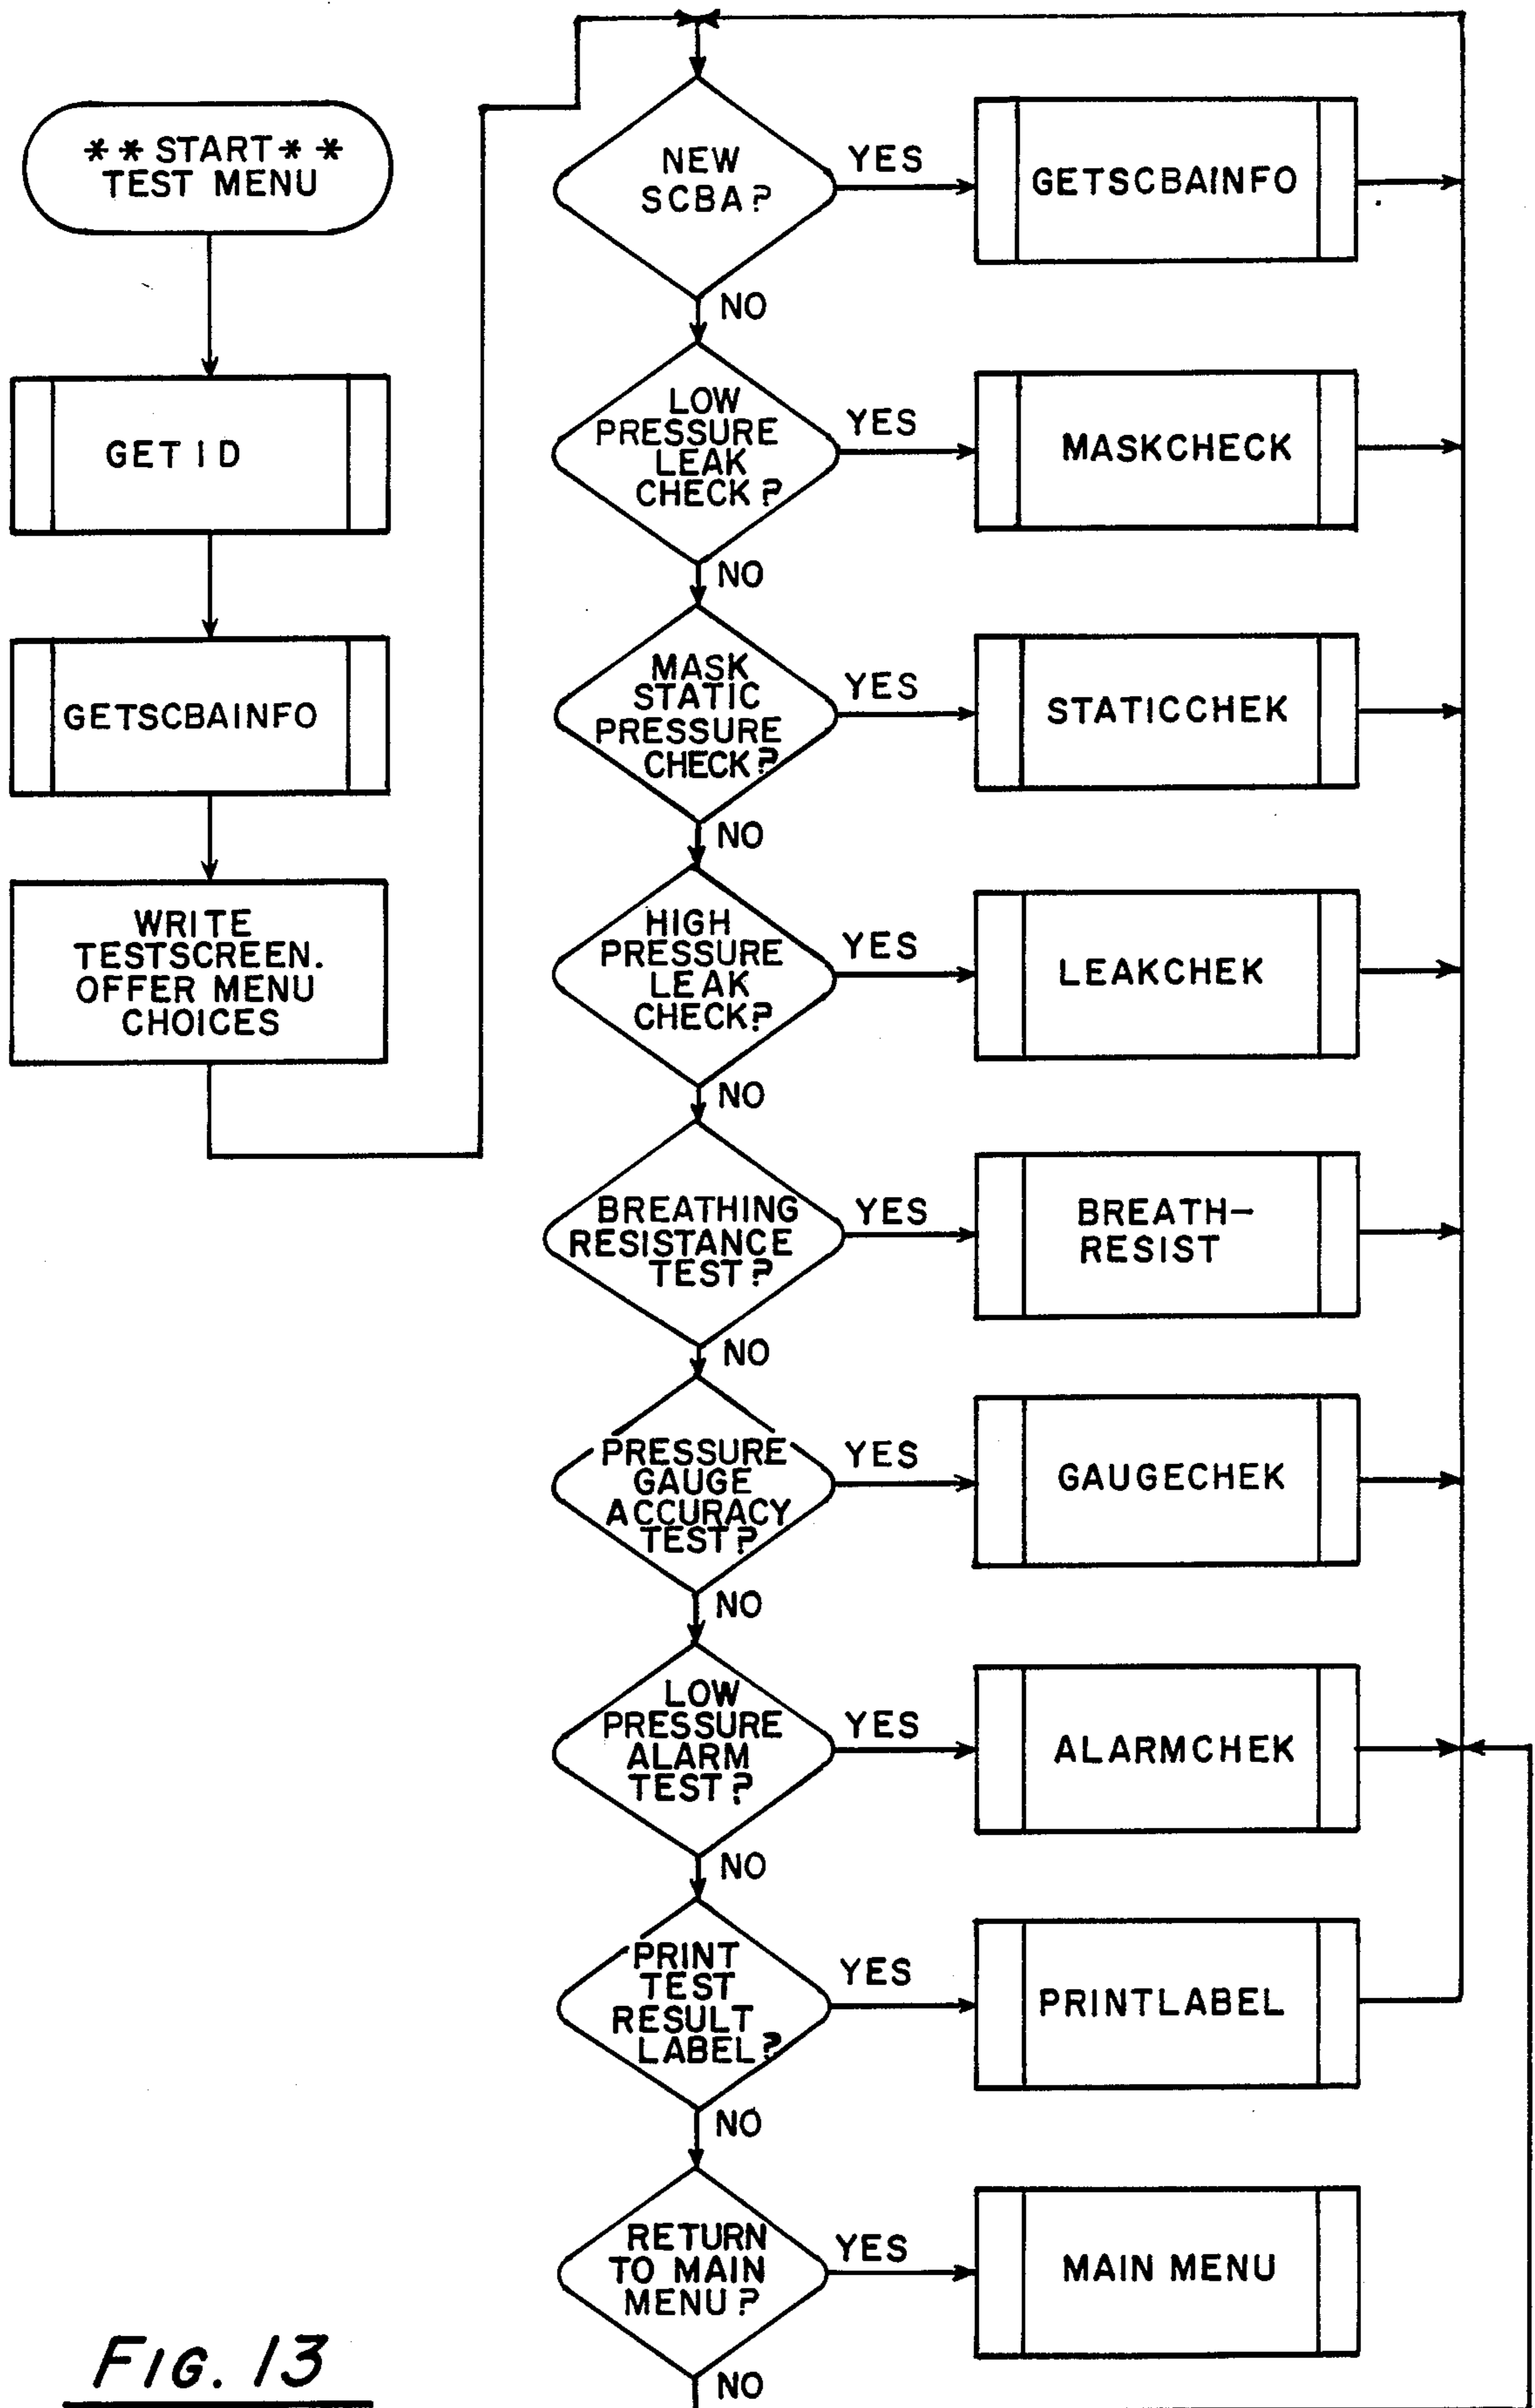 ** START **
TEST MENU
GET ID
GETSCBAINFO
WRITE
TESTSCREEN.
OFFER MENU
CHOICES
NEW
SCBA?
YES
GETSCBAINFO
NO
LOW
PRESSURE
LEAK
CHECK?
YES
MASKCHECK
NO
MASK
STATIC
PRESSURE
CHECK?
YES
STATICCHEK
NO
HIGH
PRESSURE
LEAK
CHECK?
YES
LEAKCHEK
NO
BREATHING
RESISTANCE
TEST?
YES
BREATH-
RESIST
NO
PRESSURE
GAUGE
ACCURACY
TEST?
YES
GAUGECHEK
NO
LOW
PRESSURE
ALARM
TEST?
YES
ALARMCHEK
NO
PRINT
TEST
RESULT
LABEL?
YES
PRINTLABEL
NO
RETURN
TO MAIN
MENU?
YES
MAIN MENU
NO
FIG. 13